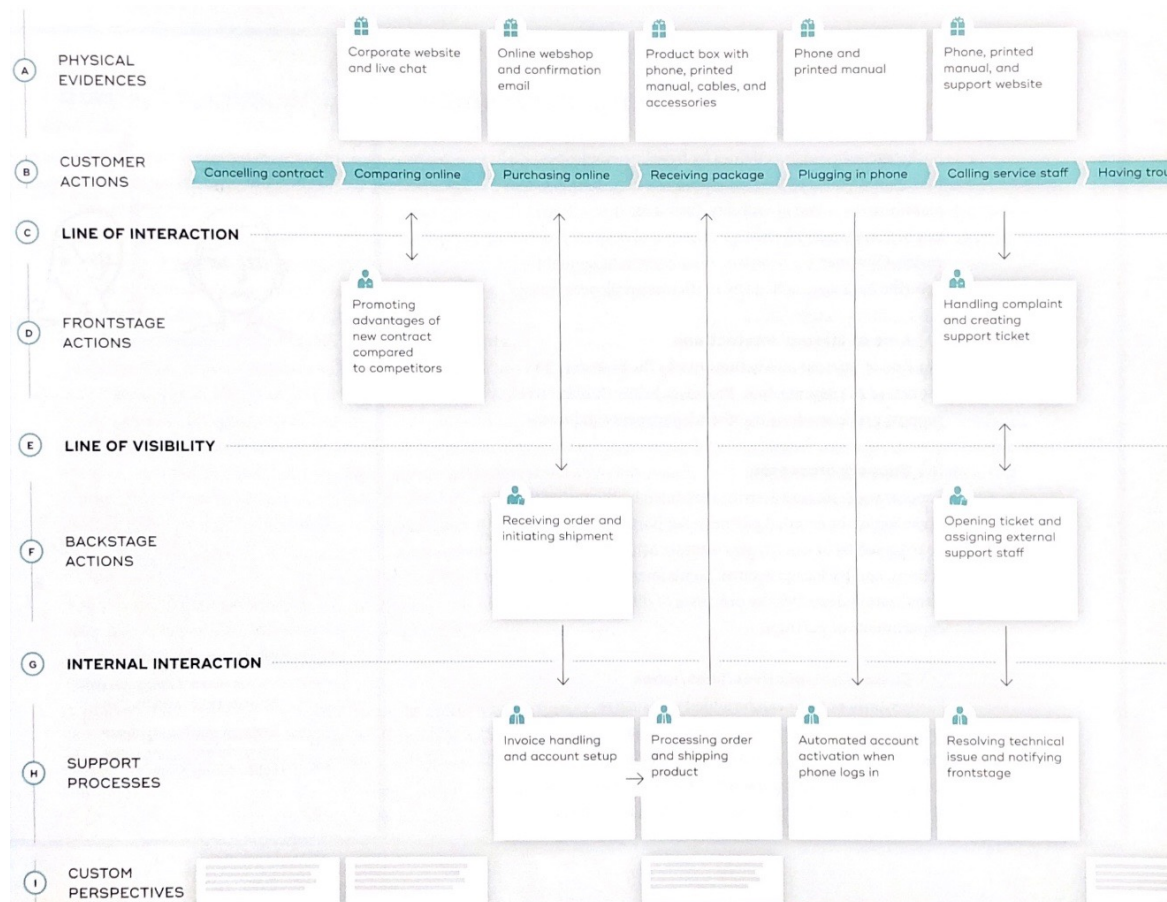 A
PHYSICAL
EVIDENCES
Corporate website
and live chat
Online webshop
and confirmation
email
Product box with
phone, printed
manual, cables, and
accessories
Phone and
printed manual
Phone, printed
manual, and
support website
B
CUSTOMER
ACTIONS
Cancelling contract
Comparing online
Purchasing online
Receiving package
Plugging in phone
Calling service staff
Having trou
C
LINE OF INTERACTION
D
FRONTSTAGE
ACTIONS
Promoting
advantages of
new contract
compared
to competitors
Handling complaint
and creating
support ticket
E
LINE OF VISIBILITY
F
BACKSTAGE
ACTIONS
Receiving order and
initiating shipment
Opening ticket and
assigning external
support staff
G
INTERNAL INTERACTION
H
SUPPORT
PROCESSES
Invoice handling
and account setup
Processing order
and shipping
product
Automated account
activation when
phone logs in
Resolving technical
issue and notifying
frontstage
I
CUSTOM
PERSPECTIVES